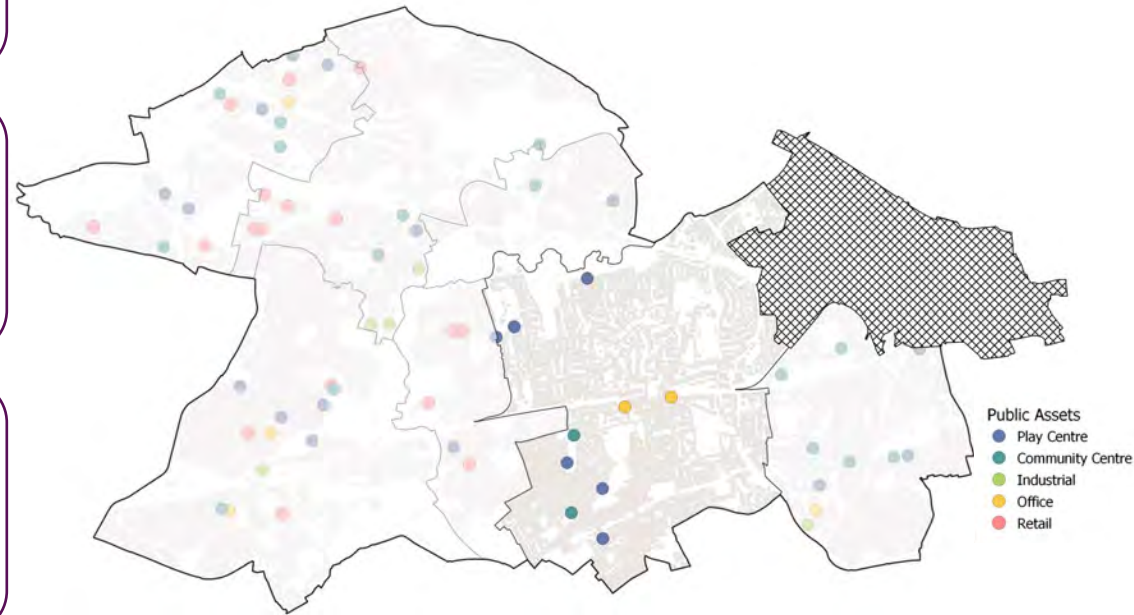 Public Assets
Play Centre
Community Centre
Industrial
Office
Retail